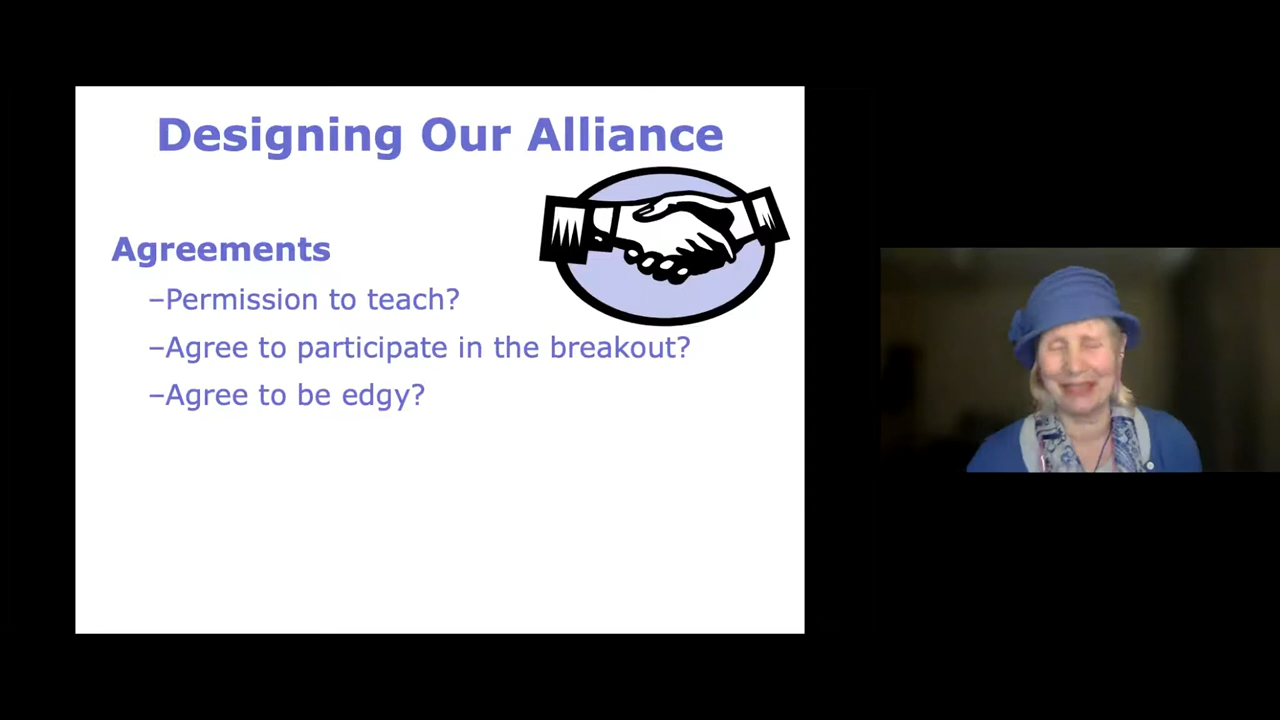 Designing Our Alliance
Agreements
–Permission to teach?
–Agree to participate in the breakout?
–Agree to be edgy?